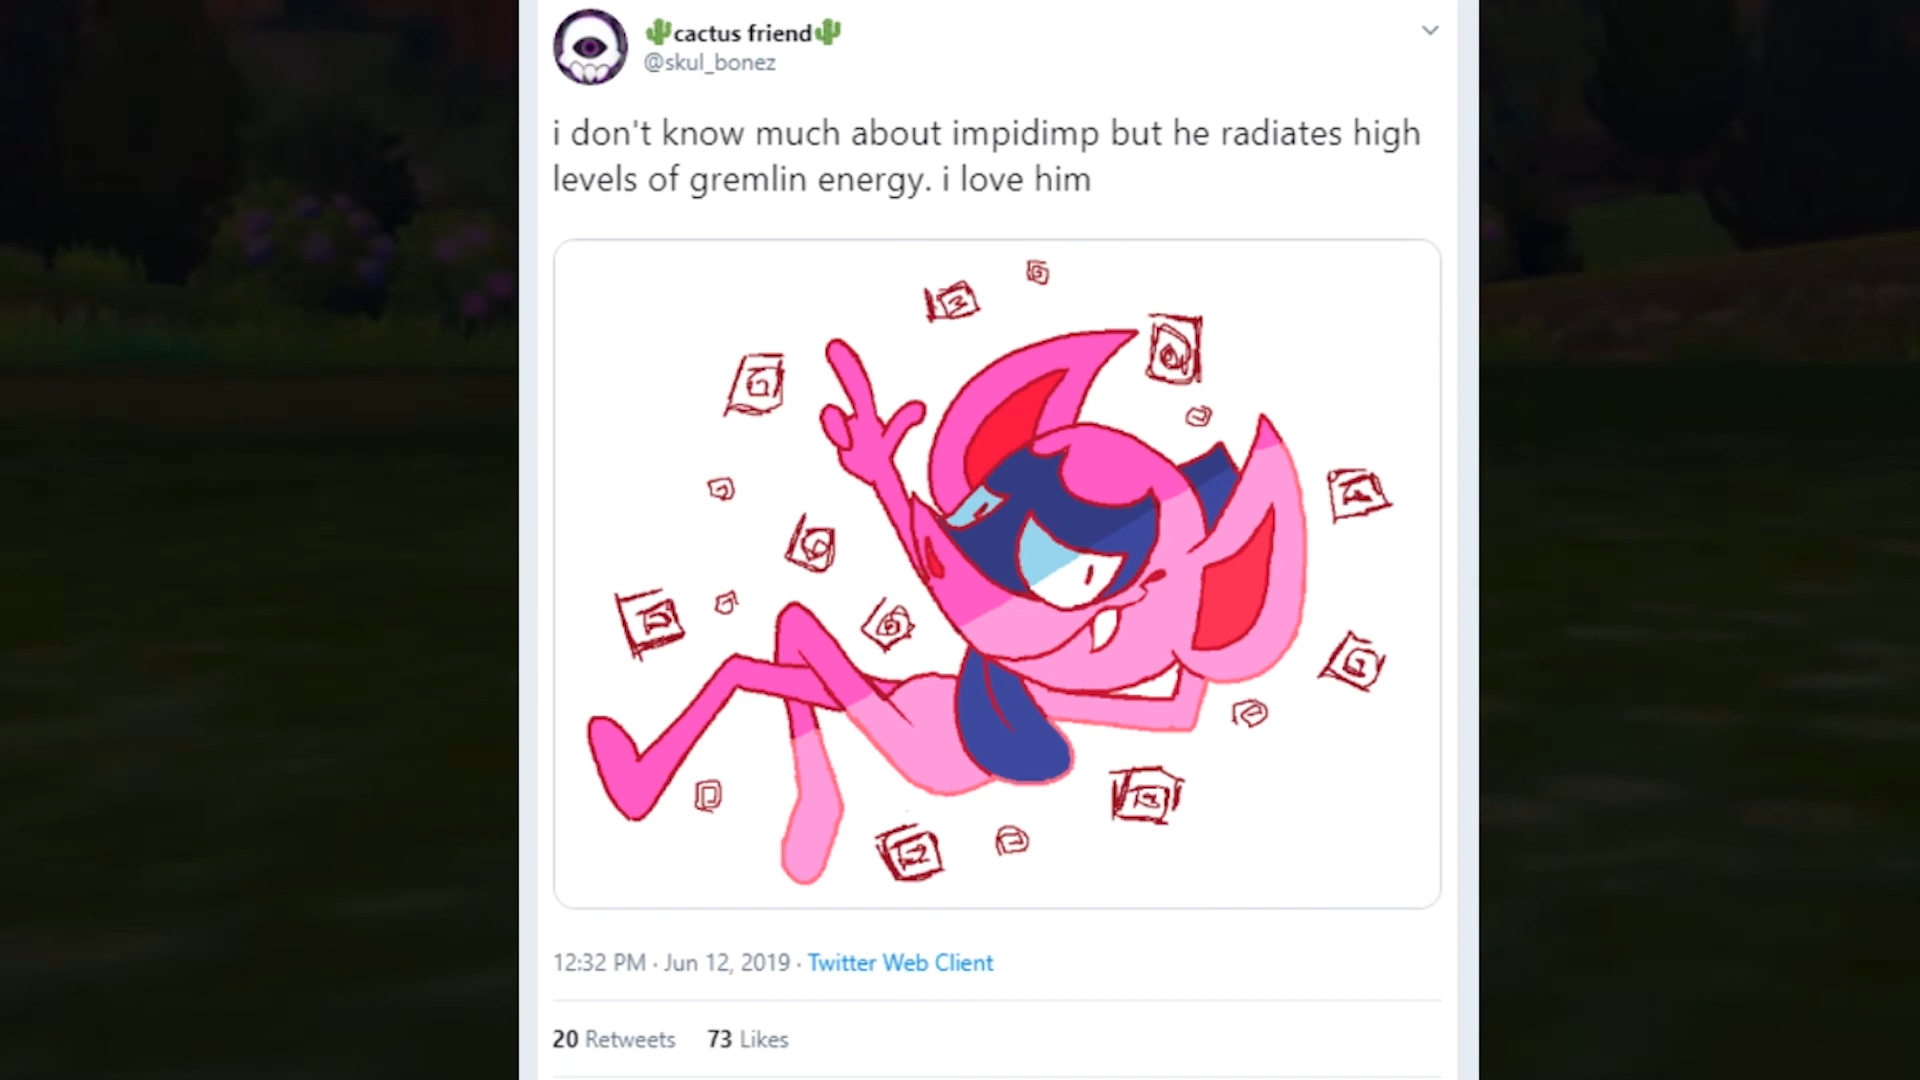 🌵cactus friend🌵
@skul_bonez
i don't know much about impidimp but he radiates high
levels of gremlin energy. i love him
12:32 PM · Jun 12, 2019 · Twitter Web Client
20 Retweets 73 Likes